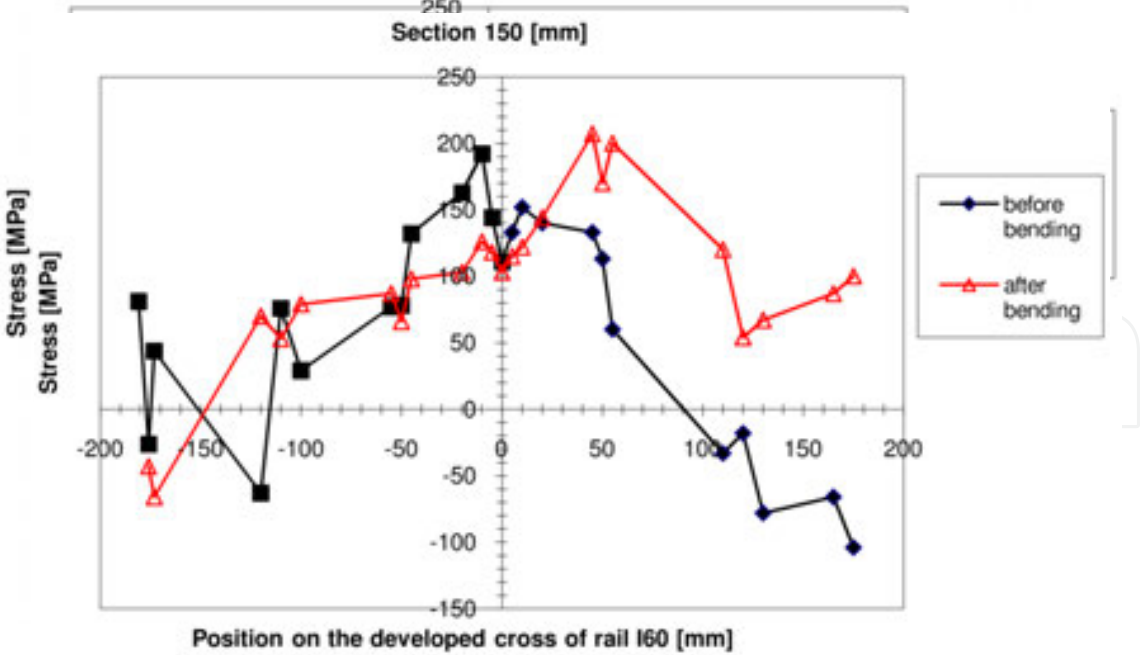 250
Section 150 [mm]
250
200
150
100
50
0
-50
-100
-150
-200
-150
-100
-50
0
50
100
150
200
Stress [MPa]
Stress [MPa]
before
bending
after
bending
Position on the developed cross of rail I60 [mm]